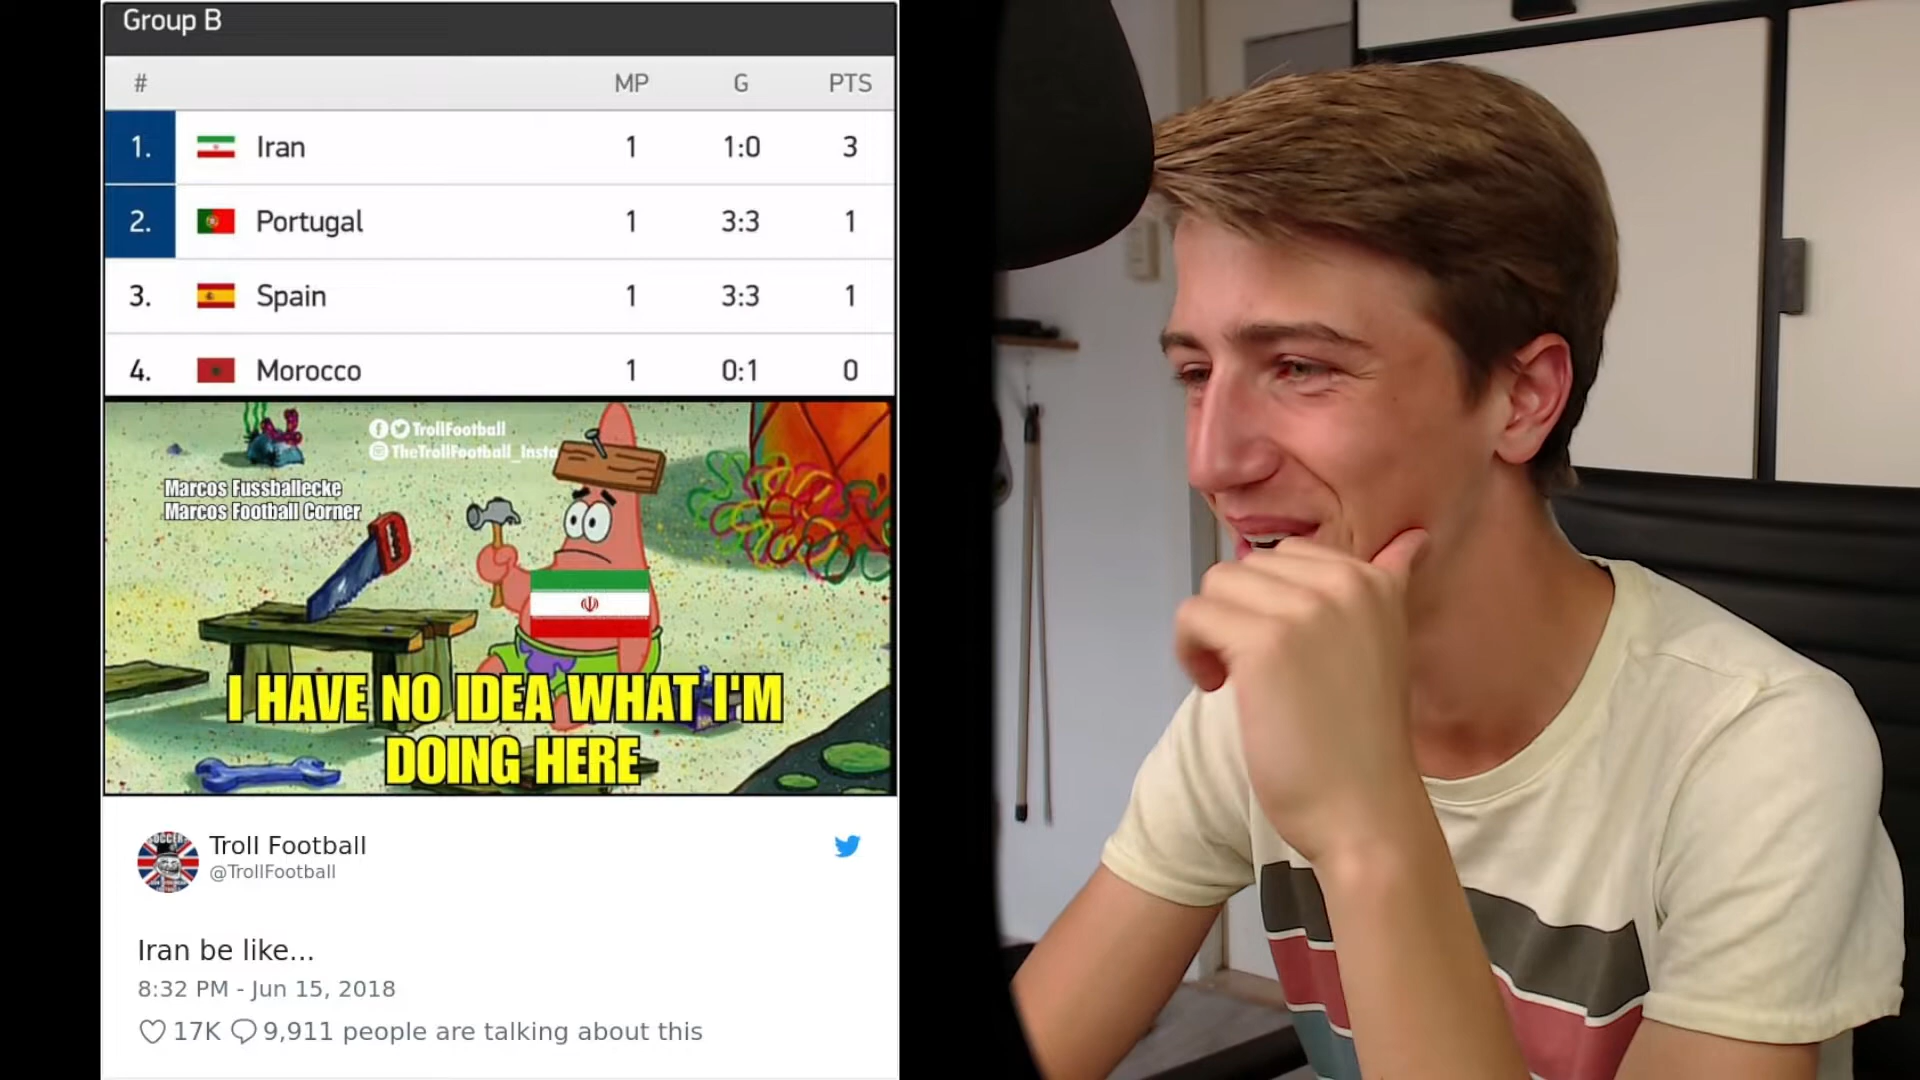 Group B
# MP G PTS
1. Iran 1 1:0 3
2. Portugal 1 3:3 1
3. Spain 1 3:3 1
4. Morocco 1 0:1 0
TrollFootball
TheTrollFootball_Insta
Marcos Fussballecke
Marcos Football Corner
I HAVE NO IDEA WHAT I'M
DOING HERE
Troll Football
@TrollFootball
Iran be like...
8:32 PM - Jun 15, 2018
17K 9,911 people are talking about this